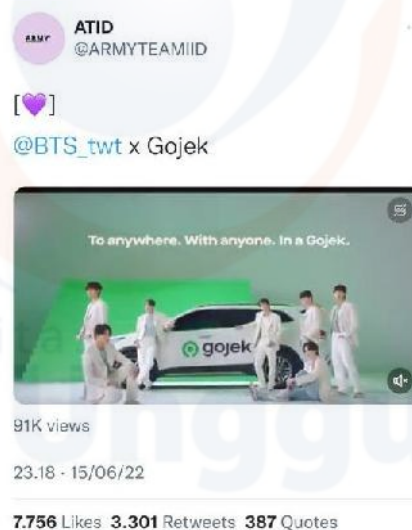 ATID
@ARMYTEAMIID
[💜]
@BTS_twt x Gojek
To anywhere. With anyone. In a Gojek.
gojek
91K views
23.18 · 15/06/22
7.756 Likes 3.301 Retweets 387 Quotes